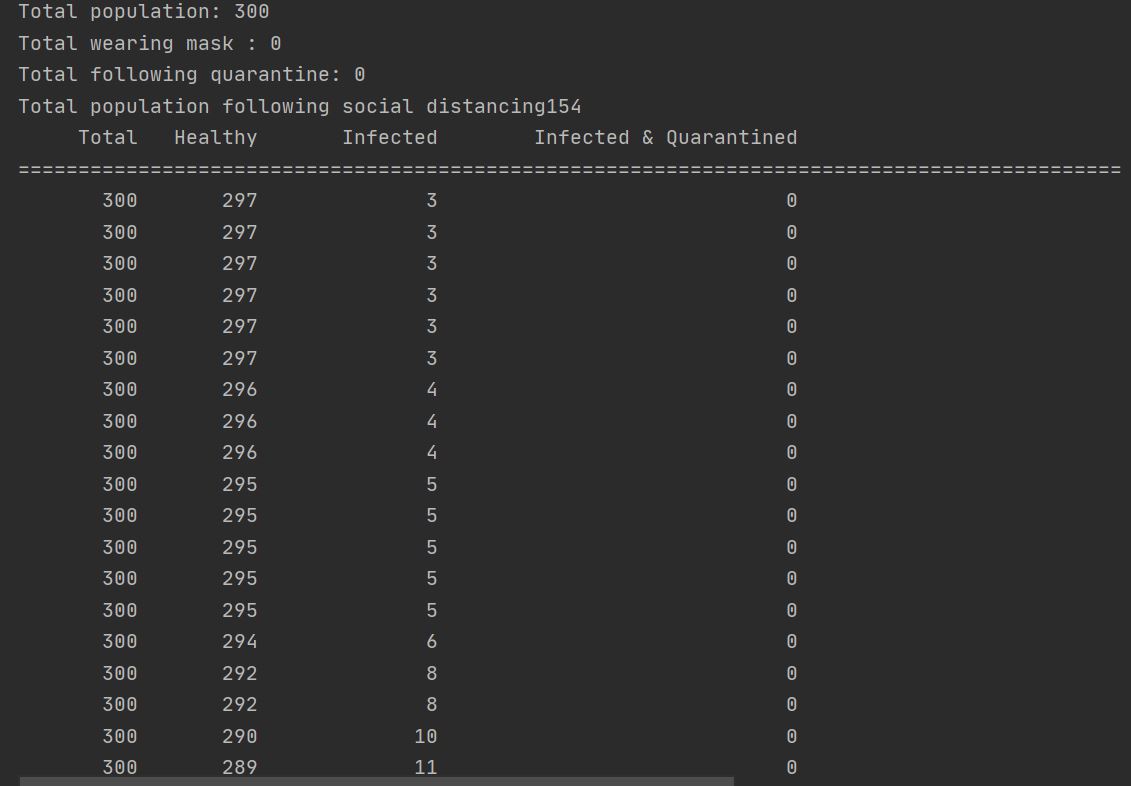 Total population: 300
Total wearing mask : 0
Total following quarantine: 0
Total population following social distancing154
Total Healthy Infected Infected & Quarantined
============================================================================================
300 297 3 0
300 297 3 0
300 297 3 0
300 297 3 0
300 297 3 0
300 297 3 0
300 296 4 0
300 296 4 0
300 296 4 0
300 295 5 0
300 295 5 0
300 295 5 0
300 295 5 0
300 295 5 0
300 294 6 0
300 292 8 0
300 292 8 0
300 290 10 0
300 289 11 0